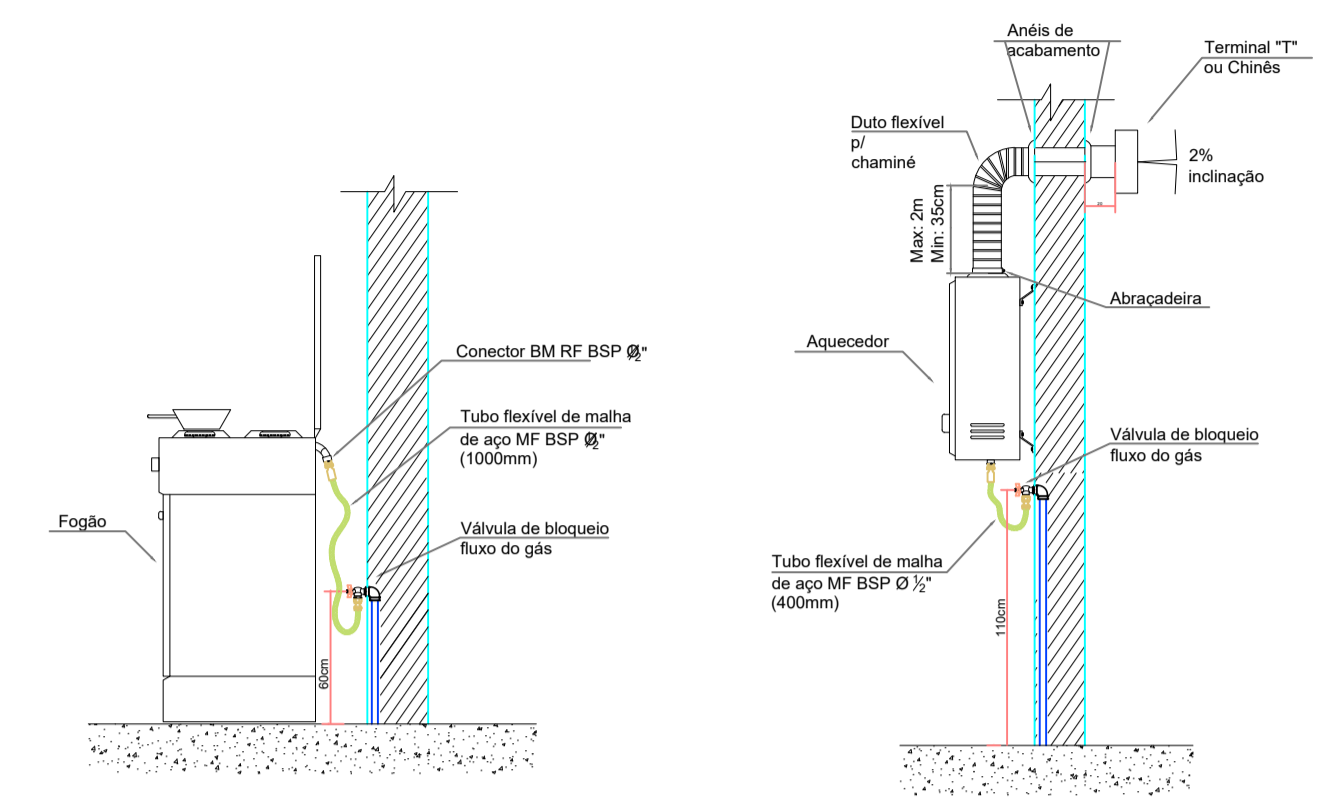 Conector BM RF BSP Ø½"
Tubo flexível de malha
de aço MF BSP Ø½"
(1000mm)
Fogão
Válvula de bloqueio
fluxo do gás
60cm
Anéis de
acabamento
Terminal "T"
ou Chinês
Duto flexível
p/
chaminé
2%
inclinação
20
Max: 2m
Min: 35cm
Abraçadeira
Aquecedor
Válvula de bloqueio
fluxo do gás
Tubo flexível de malha
de aço MF BSP Ø ½"
(400mm)
110cm